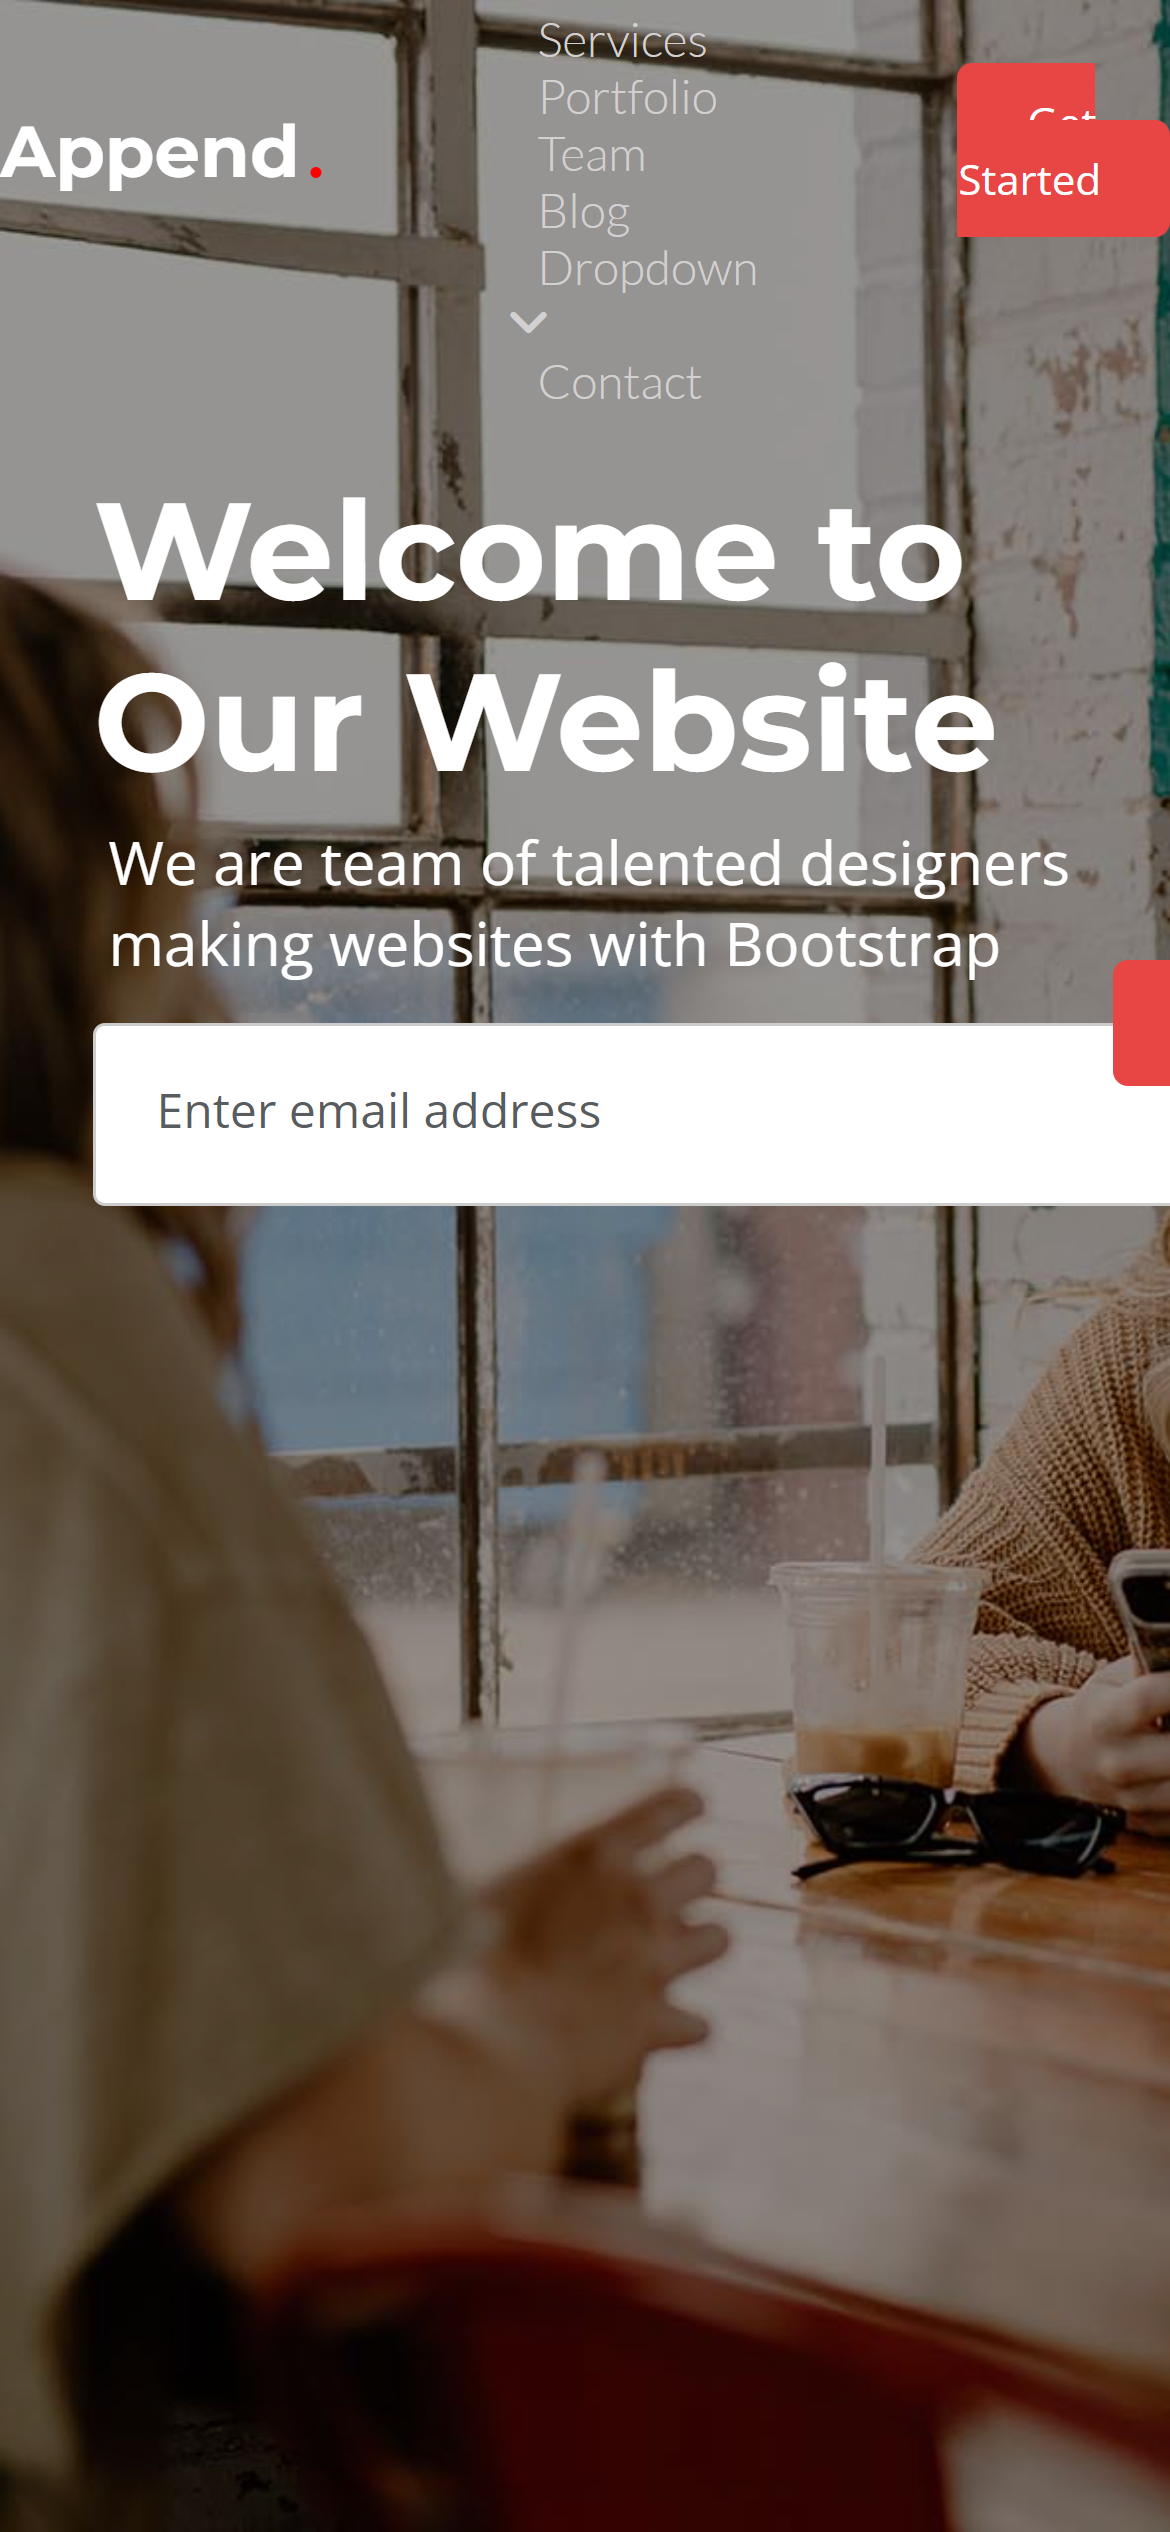 Services
Portfolio
Append.
Team
Blog
Dropdown
Contact
Get
Started
Welcome to
Our Website
We are team of talented designers
making websites with Bootstrap
Enter email address